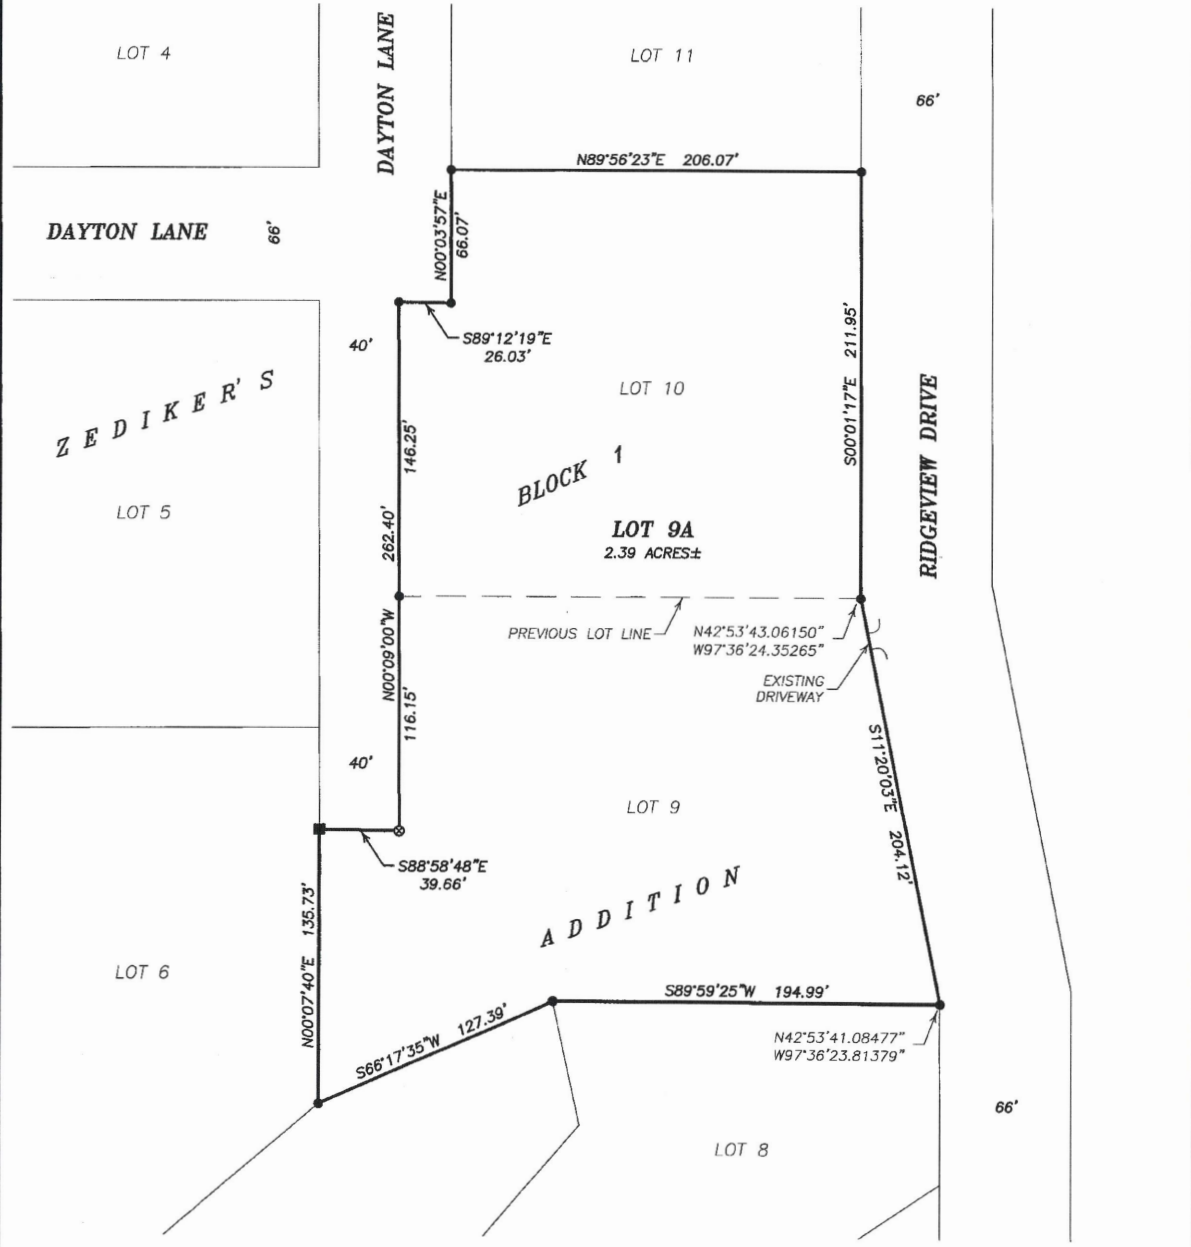 LOT 4
DAYTON LANE
LOT 11
66'
N89°56'23"E 206.07'
DAYTON LANE
66'
N00°03'57"E
66.07'
S89°12'19"E
26.03'
40'
ZEDIKER'S
LOT 10
S00°01'17"E 211.95'
RIDGEVIEW DRIVE
146.25'
262.40'
BLOCK 1
LOT 5
LOT 9A
2.39 ACRES±
PREVIOUS LOT LINE
N42°53'43.06150"
W97°36'24.35265"
EXISTING
DRIVEWAY
N00°09'00"W
116.15'
40'
S11°20'03"E 204.12'
LOT 9
S88°58'48"E
39.66'
ADDITION
N00°07'40"E 135.73'
LOT 6
S89°59'25"W 194.99'
S66°17'35"W 127.39'
N42°53'41.08477"
W97°36'23.81379"
66'
LOT 8